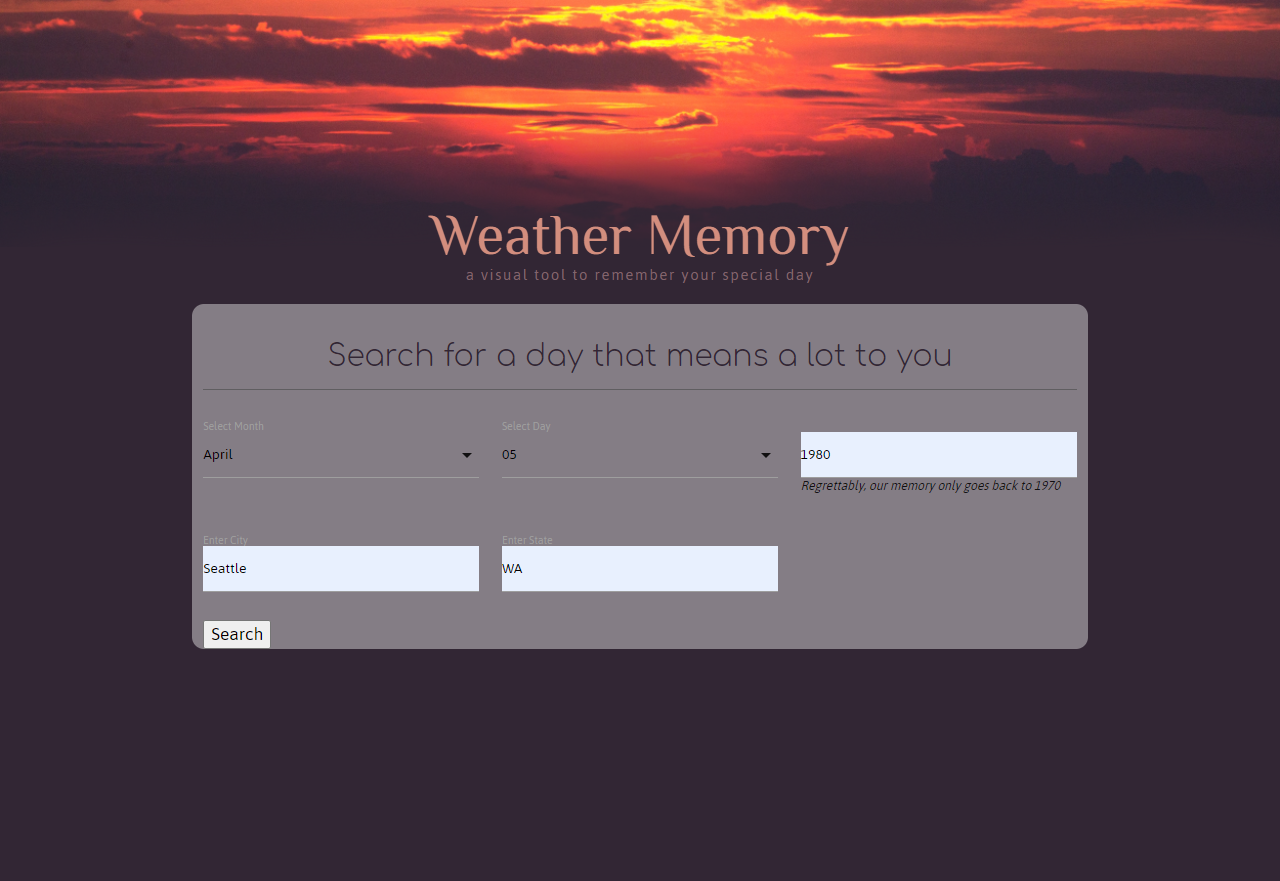 Weather Memory
a visual tool to remember your special day
Search for a day that means a lot to you
Select Month
Select Day
April
05
1980
Regrettably, our memory only goes back to 1970
Enter City
Enter State
Seattle
WA
Search